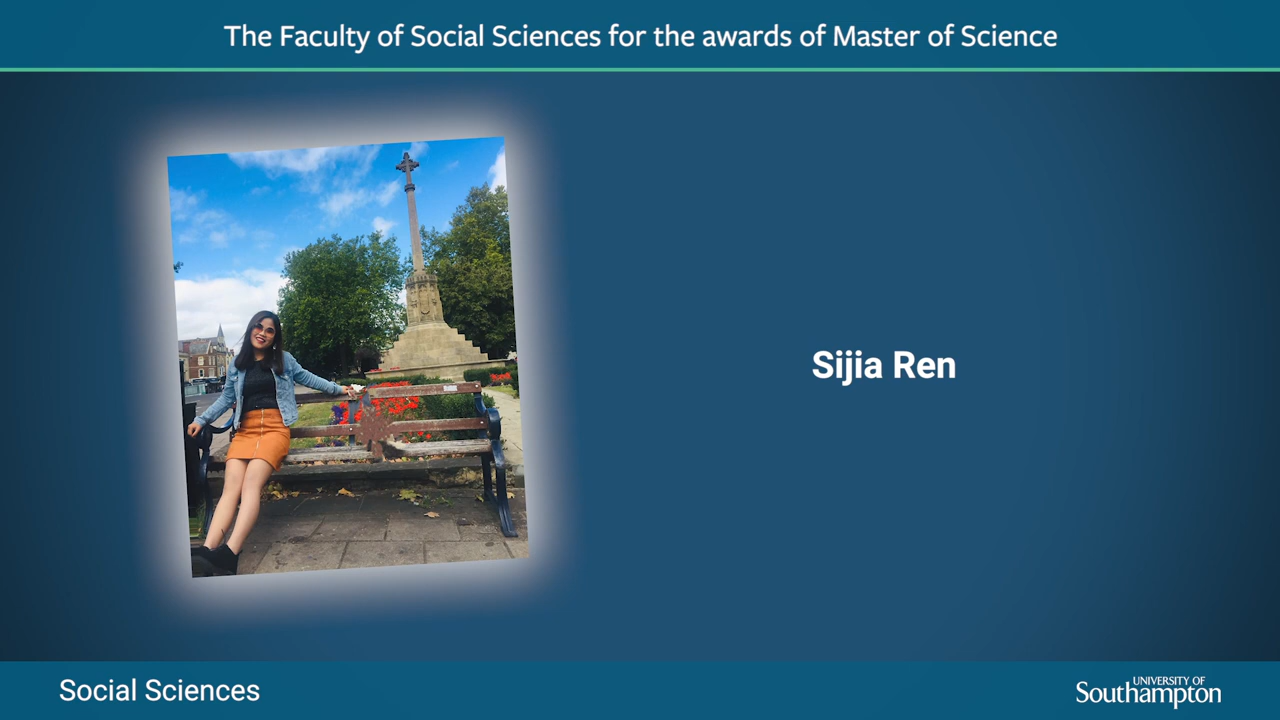 The Faculty of Social Sciences for the awards of Master of Science
Sijia Ren
Social Sciences
UNIVERSITY OF
Southampton